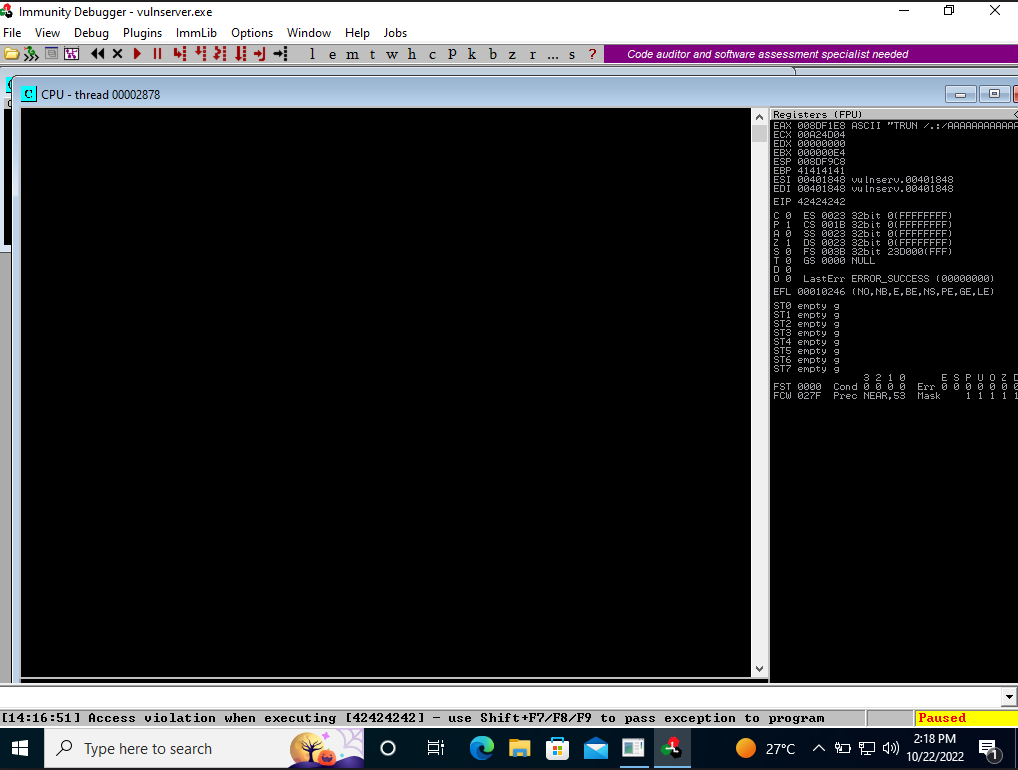 Immunity Debugger - vulnserver.exe
File View Debug Plugins ImmLib Options Window Help Jobs
l e m t w h c P k b z r ... s ?
Code auditor and software assessment specialist needed
C CPU - thread 00002878
Registers (FPU)
EAX 008DF1E8 ASCII "TRUN /.:/AAAAAAAAAAAA
ECX 00A24D04
EDX 00000000
EBX 000000E4
ESP 008DF9C8
EBP 41414141
ESI 00401848 vulnserv.00401848
EDI 00401848 vulnserv.00401848
EIP 42424242
C 0 ES 0023 32bit 0(FFFFFFFF)
P 1 CS 001B 32bit 0(FFFFFFFF)
A 0 SS 0023 32bit 0(FFFFFFFF)
Z 1 DS 0023 32bit 0(FFFFFFFF)
S 0 FS 003B 32bit 23D000(FFF)
T 0 GS 0000 NULL
D 0
O 0 LastErr ERROR_SUCCESS (00000000)
EFL 00010246 (NO,NB,E,BE,NS,PE,GE,LE)
ST0 empty g
ST1 empty g
ST2 empty g
ST3 empty g
ST4 empty g
ST5 empty g
ST6 empty g
ST7 empty g
3 2 1 0 E S P U O Z D
FST 0000 Cond 0 0 0 0 Err 0 0 0 0 0 0 0
FCW 027F Prec NEAR,53 Mask 1 1 1 1 1
[14:16:51] Access violation when executing [42424242] - use Shift+F7/F8/F9 to pass exception to program
Paused
Type here to search
27°C
2:18 PM
10/22/2022
1